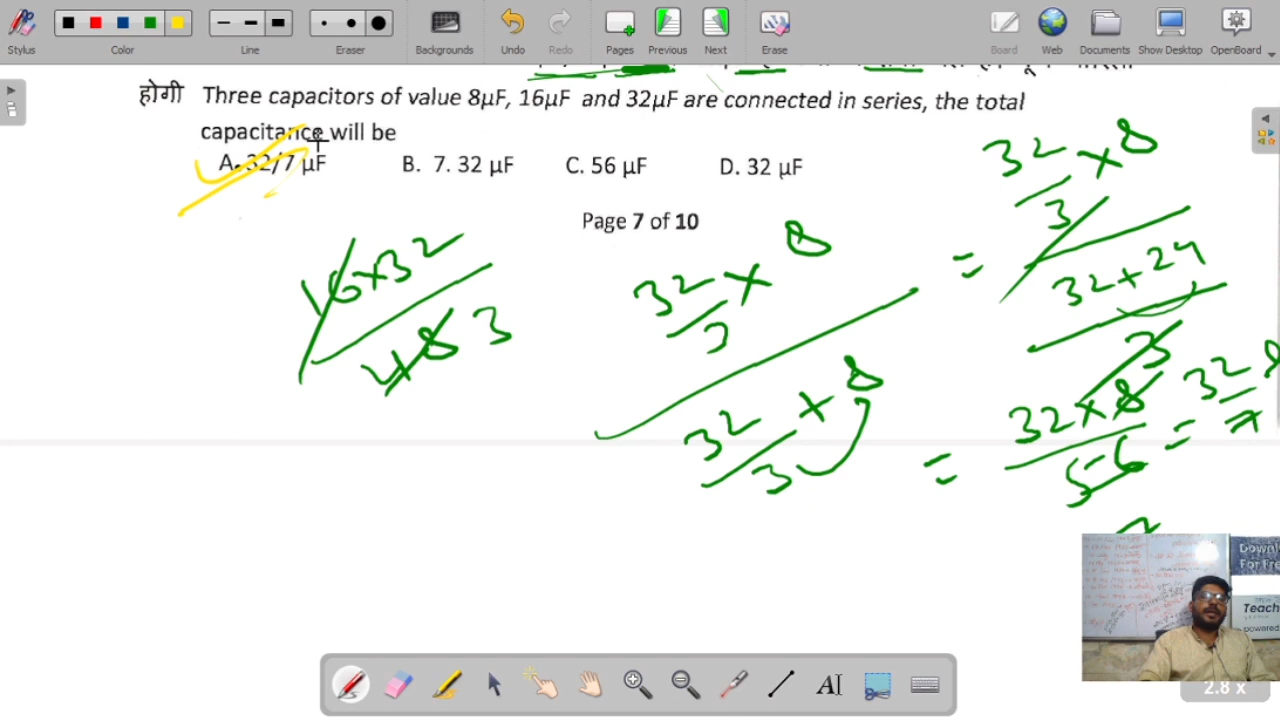 Stylus Color Line Eraser Backgrounds Undo Redo Pages Previous Next Erase Board Web Documents Show Desktop OpenBoard
होगी Three capacitors of value 8μF, 16μF and 32μF are connected in series, the total
capacitance will be
A. 32/7 μF B. 7. 32 μF C. 56 μF D. 32 μF
Page 7 of 10
16×32
48 3
32/3 × 8
32/3 × 8
= 32/3 × 8
32+24
3
= 32×8
56
= 32
7
7
Teach
powered
2.8 x